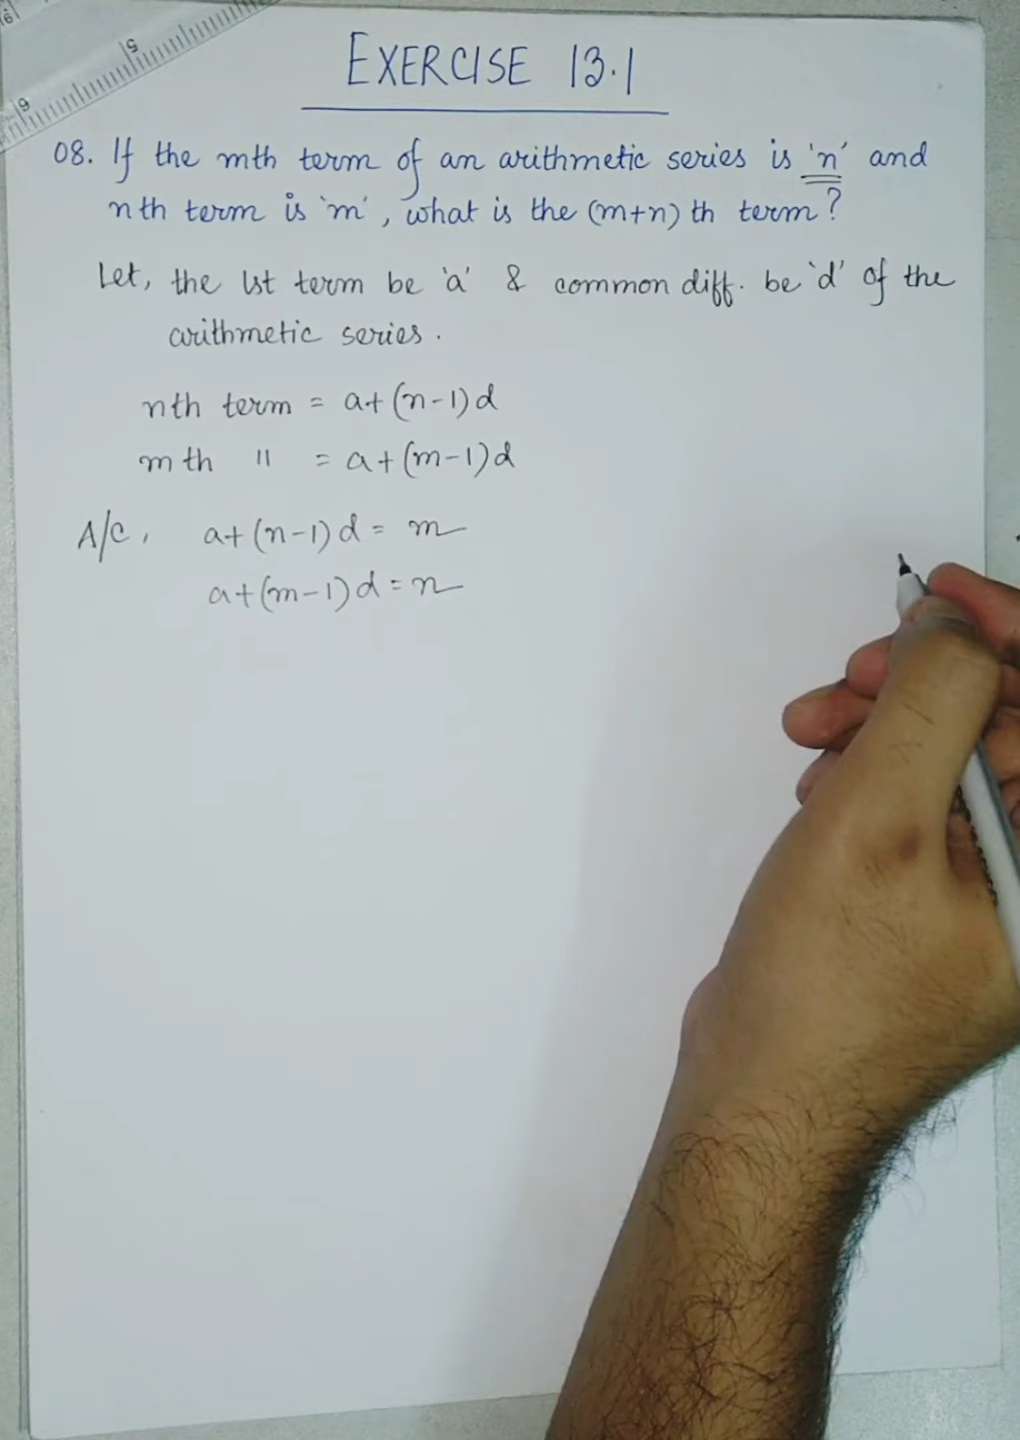 EXERCISE 13.1
08. If the mth term of an arithmetic series is 'n' and
nth term is 'm', what is the (m+n) th term?
Let, the 1st term be 'a' & common diff. be 'd' of the
arithmetic series.
nth term = a+(n-1)d
mth " = a+(m-1)d
A/C, a+(n-1)d = m
a+(m-1)d = n
5
6